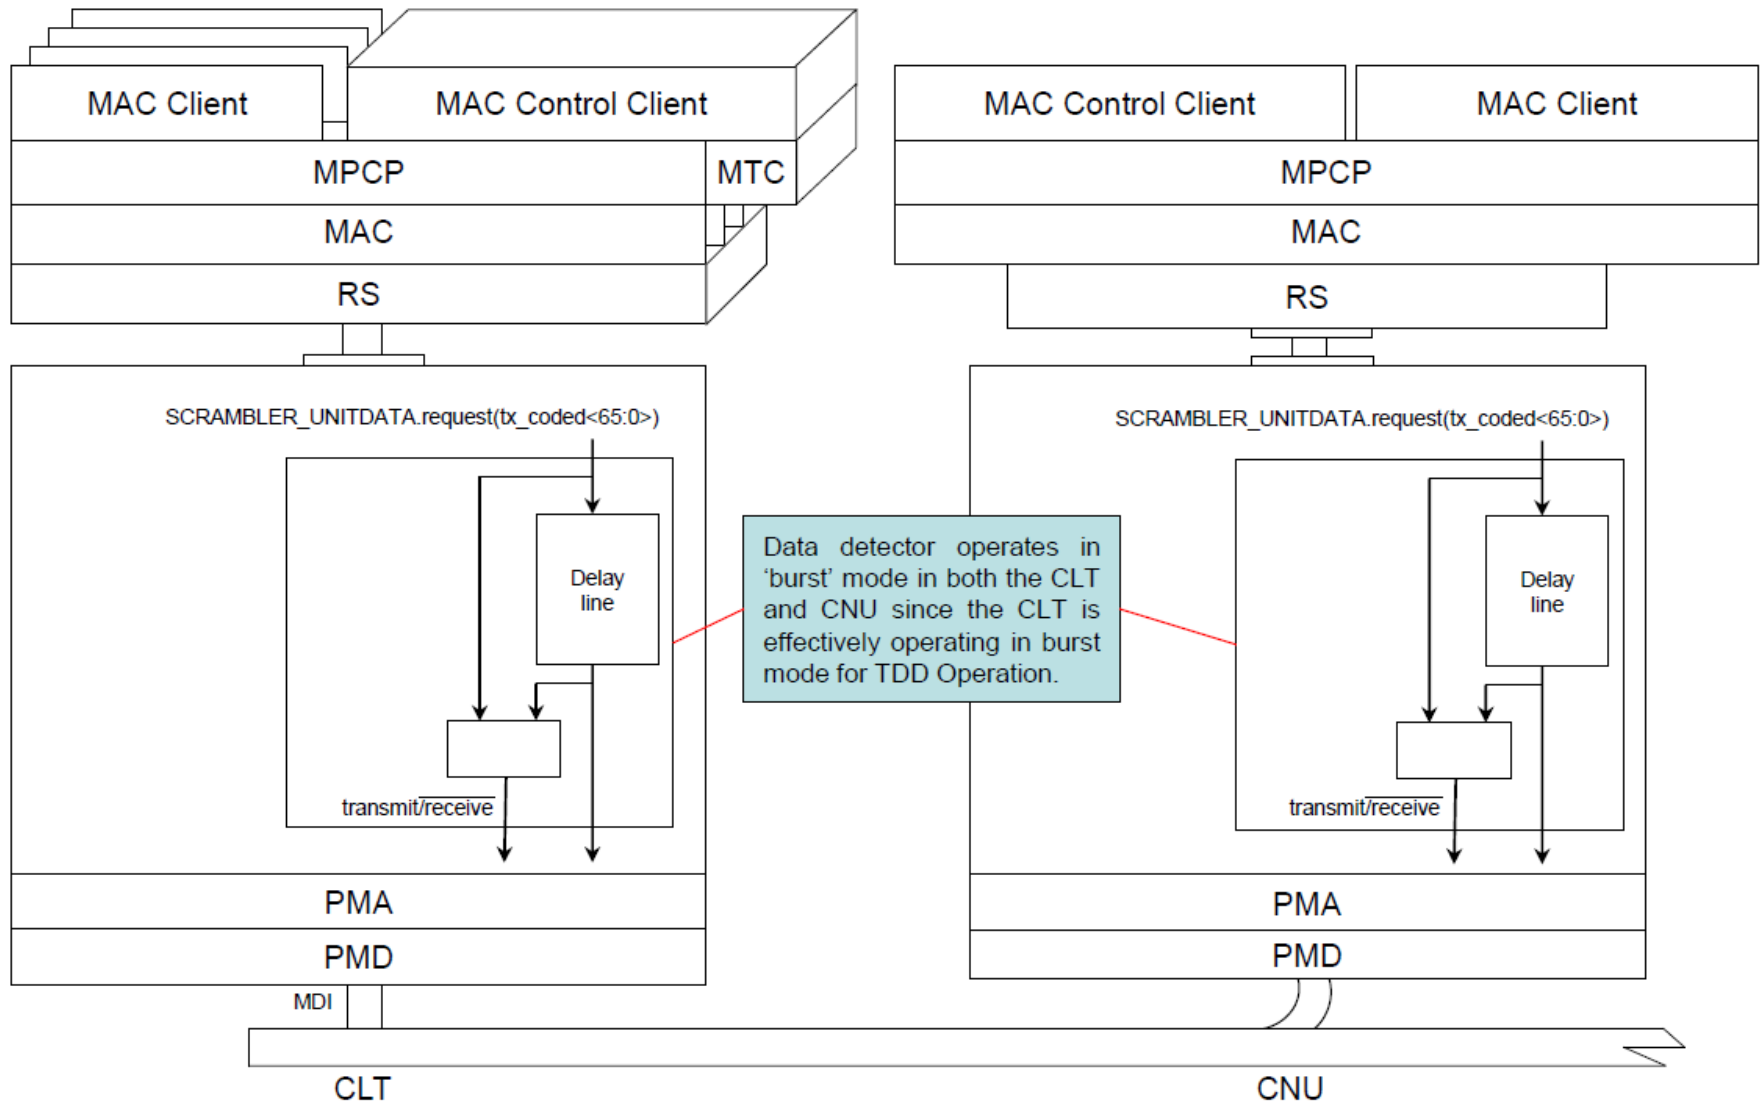 MAC Client
MAC Control Client
MPCP
MTC
MAC
RS
SCRAMBLER_UNITDATA.request(tx_coded<65:0>)
Delay
line
transmit/receive
PMA
PMD
MDI
CLT
Data detector operates in
‘burst’ mode in both the CLT
and CNU since the CLT is
effectively operating in burst
mode for TDD Operation.
MAC Control Client
MAC Client
MPCP
MAC
RS
SCRAMBLER_UNITDATA.request(tx_coded<65:0>)
Delay
line
transmit/receive
PMA
PMD
CNU